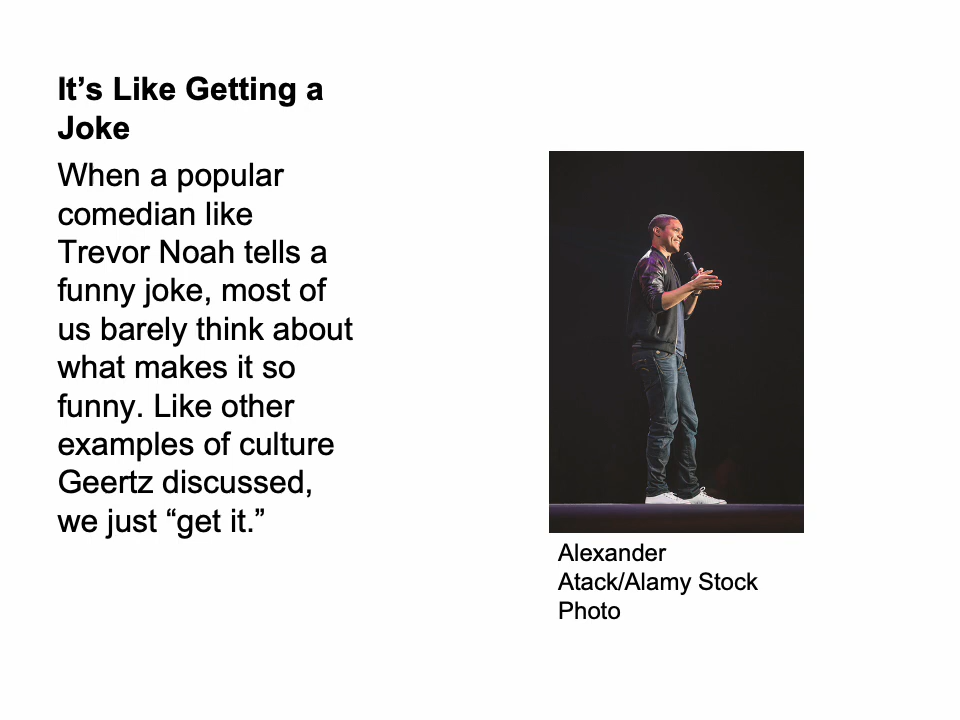 It’s Like Getting a
Joke
When a popular
comedian like
Trevor Noah tells a
funny joke, most of
us barely think about
what makes it so
funny. Like other
examples of culture
Geertz discussed,
we just “get it.”
Alexander
Atack/Alamy Stock
Photo